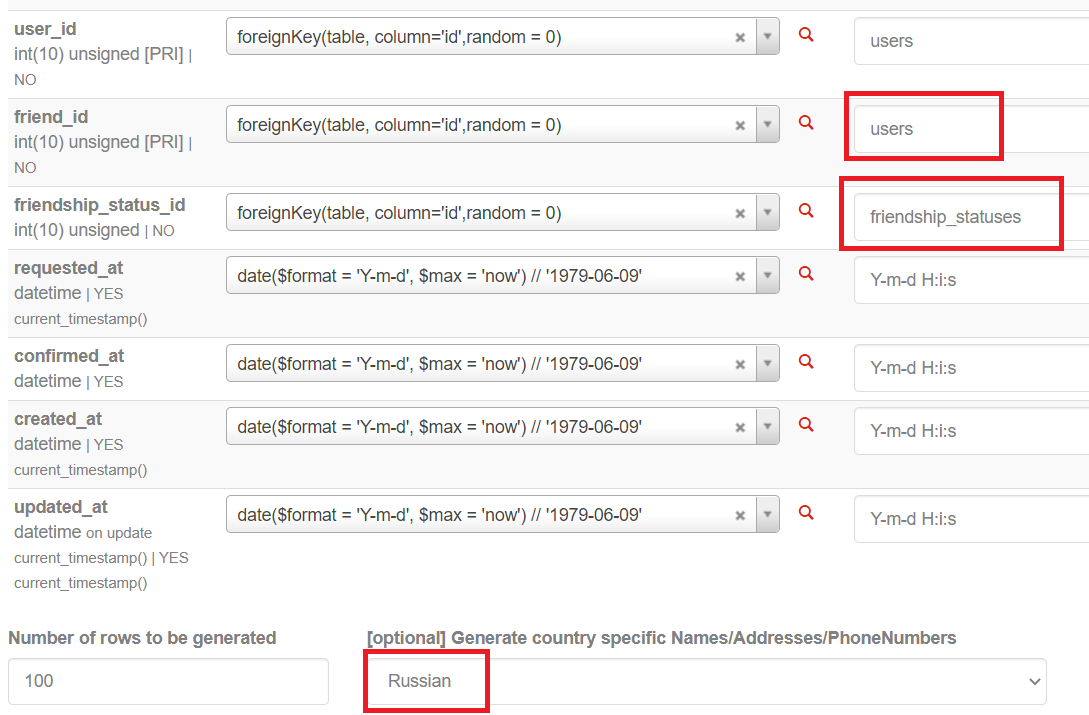 user_id
int(10) unsigned [PRI] |
NO
foreignKey(table, column='id',random = 0)
users
friend_id
int(10) unsigned [PRI] |
NO
foreignKey(table, column='id',random = 0)
users
friendship_status_id
int(10) unsigned | NO
foreignKey(table, column='id',random = 0)
friendship_statuses
requested_at
datetime | YES
current_timestamp()
date($format = 'Y-m-d', $max = 'now') // '1979-06-09'
Y-m-d H:i:s
confirmed_at
datetime | YES
date($format = 'Y-m-d', $max = 'now') // '1979-06-09'
Y-m-d H:i:s
created_at
datetime | YES
current_timestamp()
date($format = 'Y-m-d', $max = 'now') // '1979-06-09'
Y-m-d H:i:s
updated_at
datetime on update
current_timestamp() | YES
current_timestamp()
date($format = 'Y-m-d', $max = 'now') // '1979-06-09'
Y-m-d H:i:s
Number of rows to be generated
100
[optional] Generate country specific Names/Addresses/PhoneNumbers
Russian